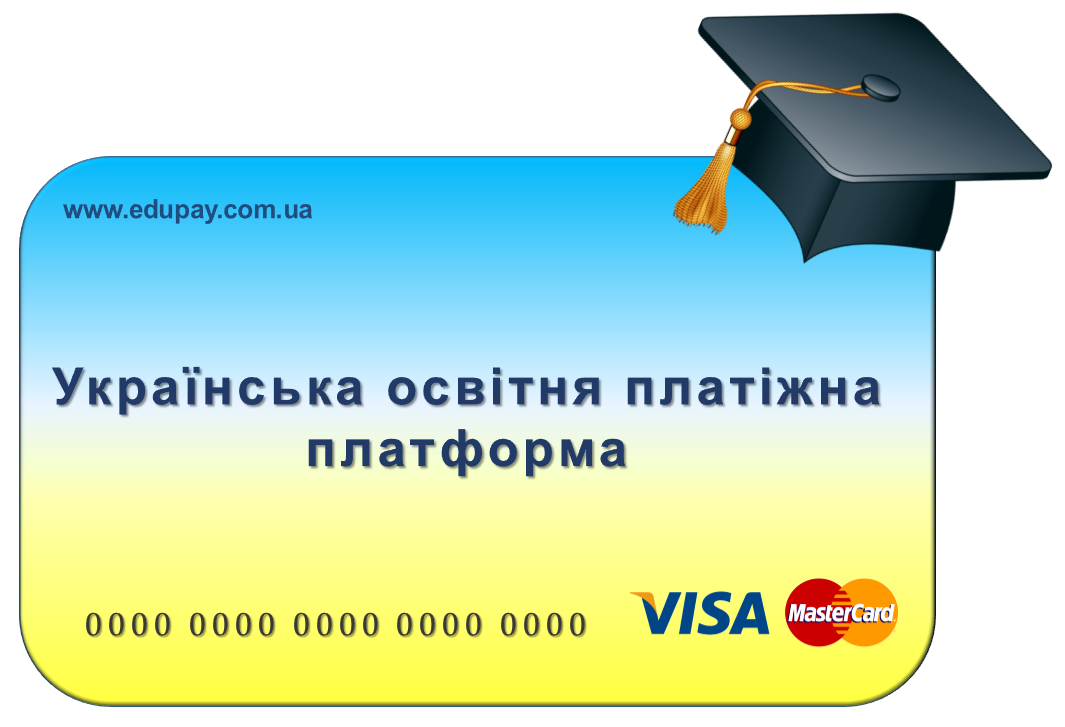 www.edupay.com.ua
Українська освітня платіжна
платформа
0000 0000 0000 0000 0000
VISA
MasterCard